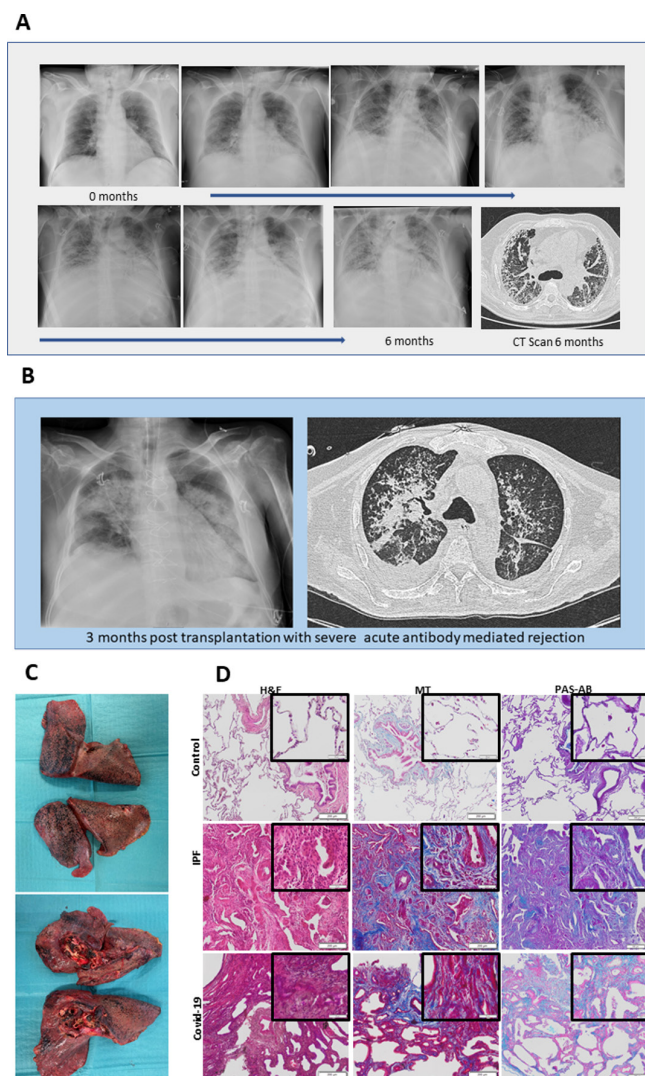 A
0 months
6 months
CT Scan 6 months
B
3 months post transplantation with severe acute antibody mediated rejection
C
D
H&E
MT
PAS-AB
Control
IPF
Covid-19